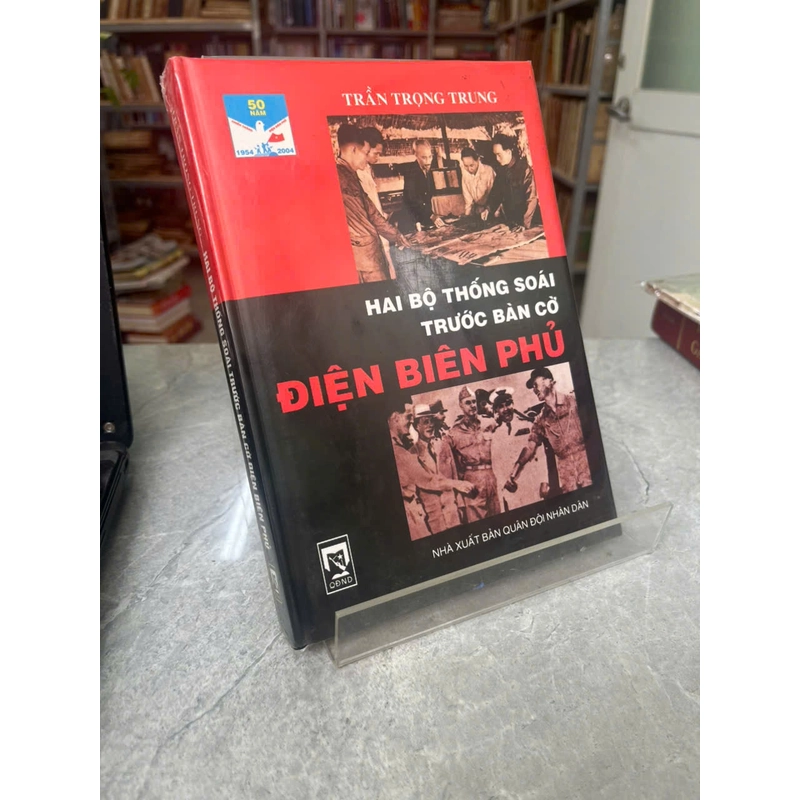 50
NĂM
1954 2004
TRẦN TRỌNG TRUNG
HAI BỘ THỐNG SOÁI
TRƯỚC BÀN CỜ
ĐIỆN BIÊN PHỦ
NHÀ XUẤT BẢN QUÂN ĐỘI NHÂN DÂN
QĐND
HAI BỘ THỐNG SOÁI TRƯỚC BÀN CỜ ĐIỆN BIÊN PHỦ